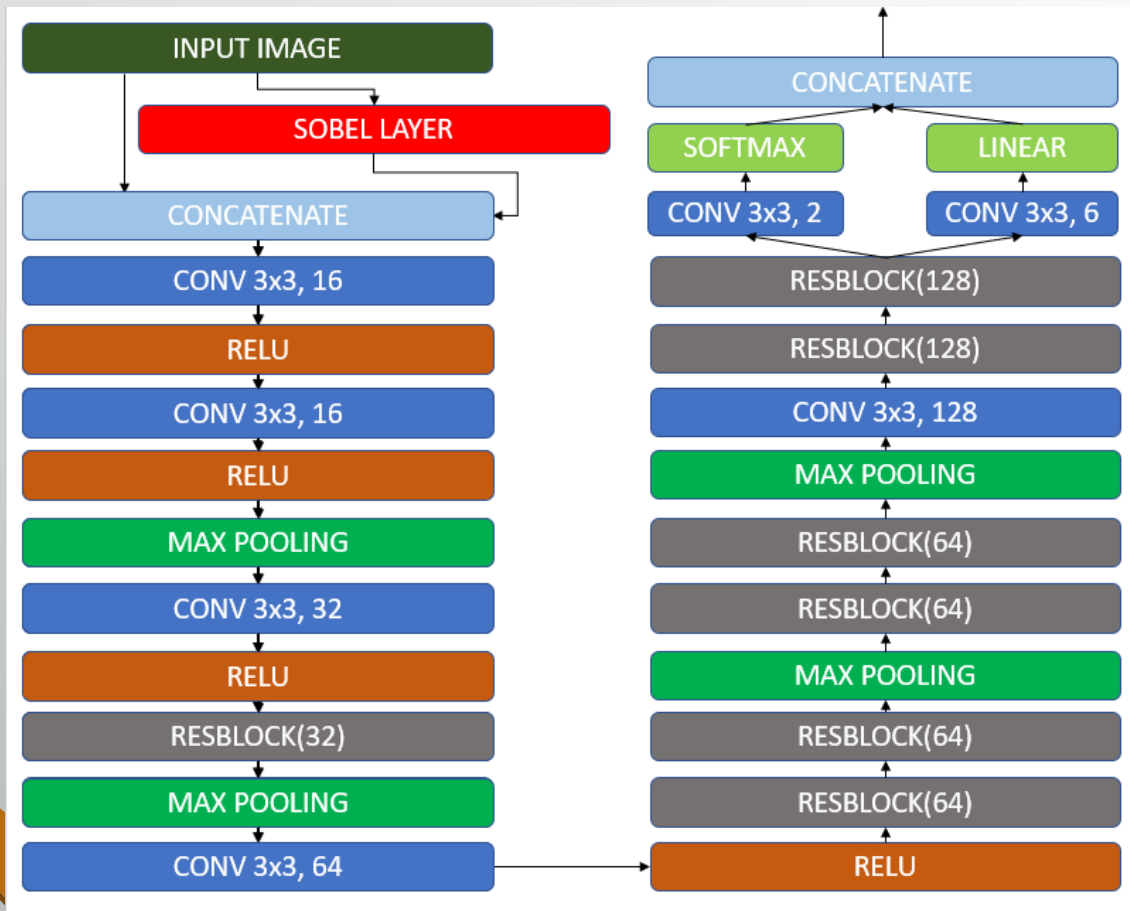 INPUT IMAGE
SOBEL LAYER
CONCATENATE
CONV 3x3, 16
RELU
CONV 3x3, 16
RELU
MAX POOLING
CONV 3x3, 32
RELU
RESBLOCK(32)
MAX POOLING
CONV 3x3, 64
RELU
RESBLOCK(64)
RESBLOCK(64)
MAX POOLING
RESBLOCK(64)
RESBLOCK(64)
MAX POOLING
CONV 3x3, 128
RESBLOCK(128)
RESBLOCK(128)
CONV 3x3, 2
CONV 3x3, 6
SOFTMAX
LINEAR
CONCATENATE